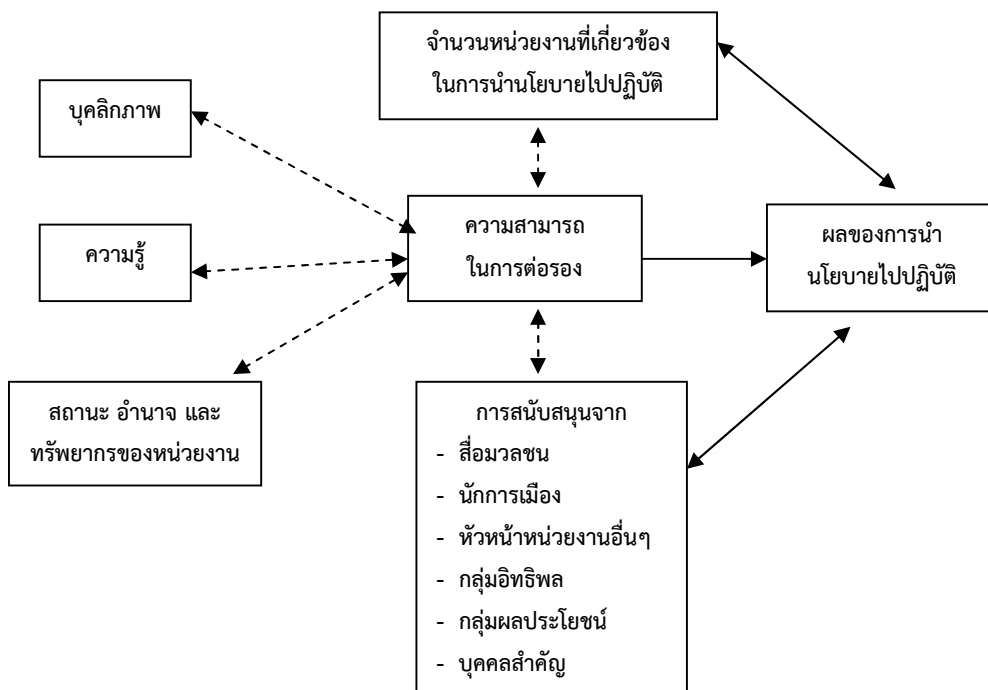 จำนวนหน่วยงานที่เกี่ยวข้อง
ในการนำนโยบายไปปฏิบัติ
บุคลิกภาพ
ความรู้
สถานะ อำนาจ และ
ทรัพยากรของหน่วยงาน
ความสามารถ
ในการต่อรอง
ผลของการนำ
นโยบายไปปฏิบัติ
การสนับสนุนจาก
- สื่อมวลชน
- นักการเมือง
- หัวหน้าหน่วยงานอื่นๆ
- กลุ่มอิทธิพล
- กลุ่มผลประโยชน์
- บุคคลสำคัญ